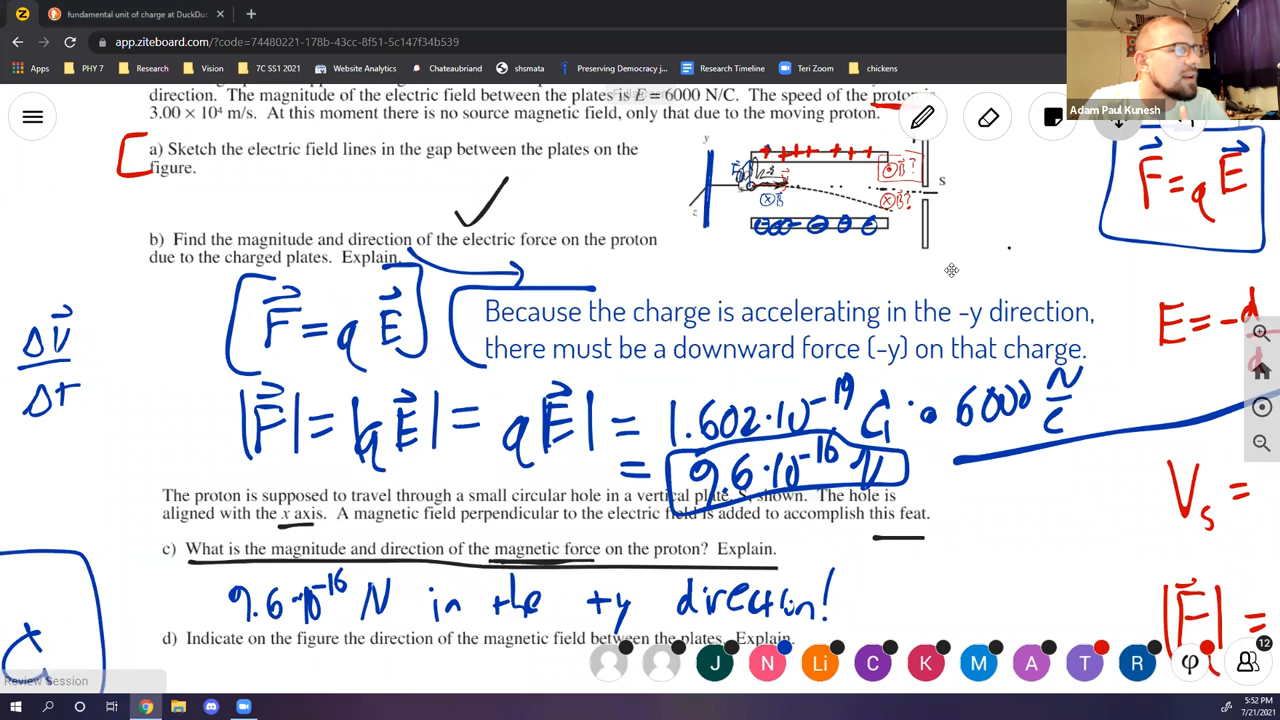 fundamental unit of charge at DuckDu
app.ziteboard.com/?code=74480221-178b-43cc-8f51-5c147f34b539
Apps
PHY 7
Research
Vision
7C SS1 2021
Website Analytics
Chateaubriand
shsmata
Preserving Democracy j...
Research Timeline
Teri Zoom
chickens
Adam Paul Kunesh
direction. The magnitude of the electric field between the plates is E = 6000 N/C. The speed of the proton is
3.00 × 10⁴ m/s. At this moment there is no source magnetic field, only that due to the moving proton.
a) Sketch the electric field lines in the gap between the plates on the
figure.
y
z
S
b) Find the magnitude and direction of the electric force on the proton
due to the charged plates. Explain.
F⃗ = q E⃗
F⃗ = q E⃗
Because the charge is accelerating in the -y direction,
there must be a downward force (-y) on that charge.
ΔV⃗
Δt
E = - d
|F⃗| = |qE⃗| = q|E⃗| = 1.602·10⁻¹⁹ C · 6000 N/C
= 9.6·10⁻¹⁶ N
The proton is supposed to travel through a small circular hole in a vertical plate, S, shown. The hole is
aligned with the x axis. A magnetic field perpendicular to the electric field is added to accomplish this feat.
Vs =
c) What is the magnitude and direction of the magnetic force on the proton? Explain.
9.6·10⁻¹⁶ N in the +y direction!
|F⃗| =
d) Indicate on the figure the direction of the magnetic field between the plates. Explain.
J
N
Li
C
K
M
A
T
R
φ
12
Review Session
5:52 PM
7/21/2021